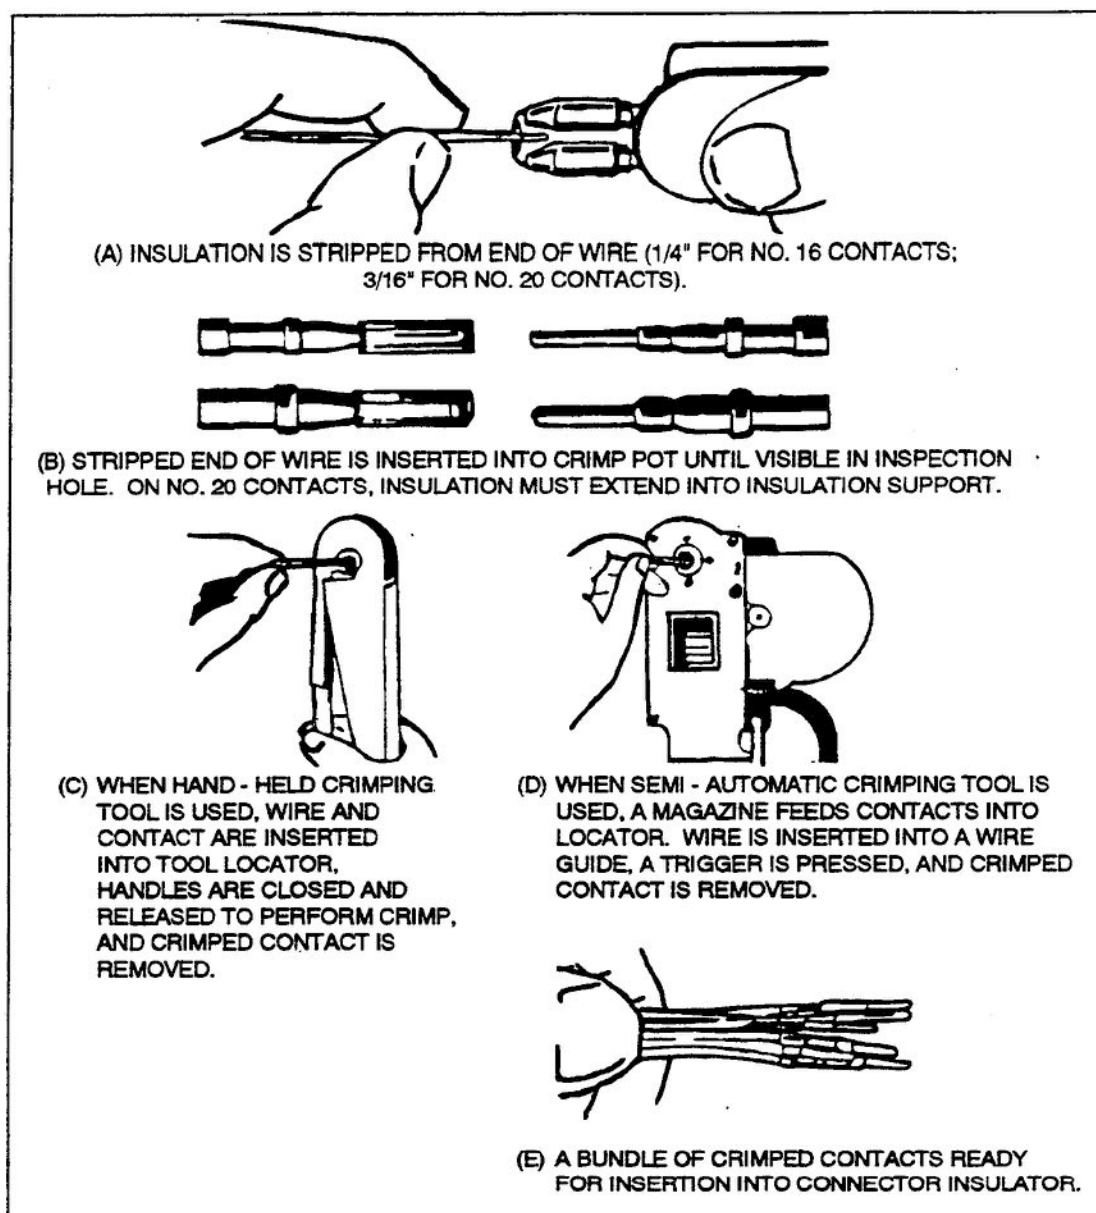 (A) INSULATION IS STRIPPED FROM END OF WIRE (1/4" FOR NO. 16 CONTACTS;
3/16" FOR NO. 20 CONTACTS).
(B) STRIPPED END OF WIRE IS INSERTED INTO CRIMP POT UNTIL VISIBLE IN INSPECTION
HOLE. ON NO. 20 CONTACTS, INSULATION MUST EXTEND INTO INSULATION SUPPORT.
(C) WHEN HAND - HELD CRIMPING
TOOL IS USED, WIRE AND
CONTACT ARE INSERTED
INTO TOOL LOCATOR,
HANDLES ARE CLOSED AND
RELEASED TO PERFORM CRIMP,
AND CRIMPED CONTACT IS
REMOVED.
(D) WHEN SEMI - AUTOMATIC CRIMPING TOOL IS
USED, A MAGAZINE FEEDS CONTACTS INTO
LOCATOR. WIRE IS INSERTED INTO A WIRE
GUIDE, A TRIGGER IS PRESSED, AND CRIMPED
CONTACT IS REMOVED.
(E) A BUNDLE OF CRIMPED CONTACTS READY
FOR INSERTION INTO CONNECTOR INSULATOR.